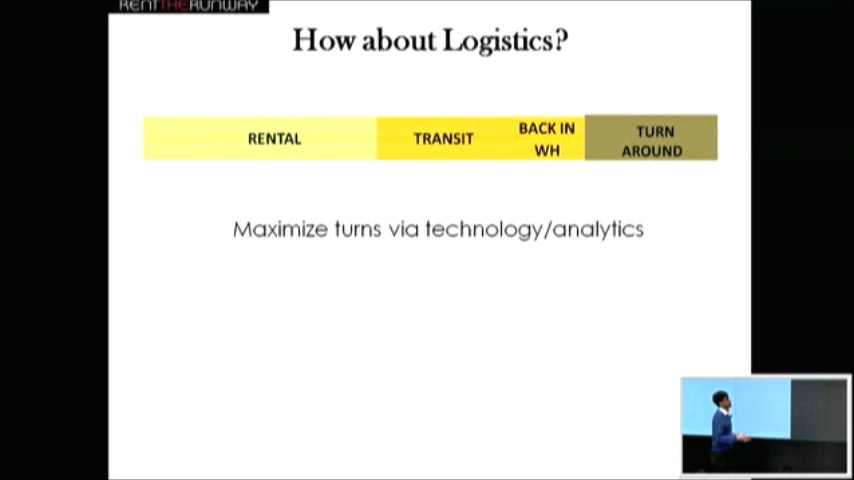 RENTTHERUNWAY
How about Logistics?
RENTAL
TRANSIT
BACK IN
WH
TURN
AROUND
Maximize turns via technology/analytics